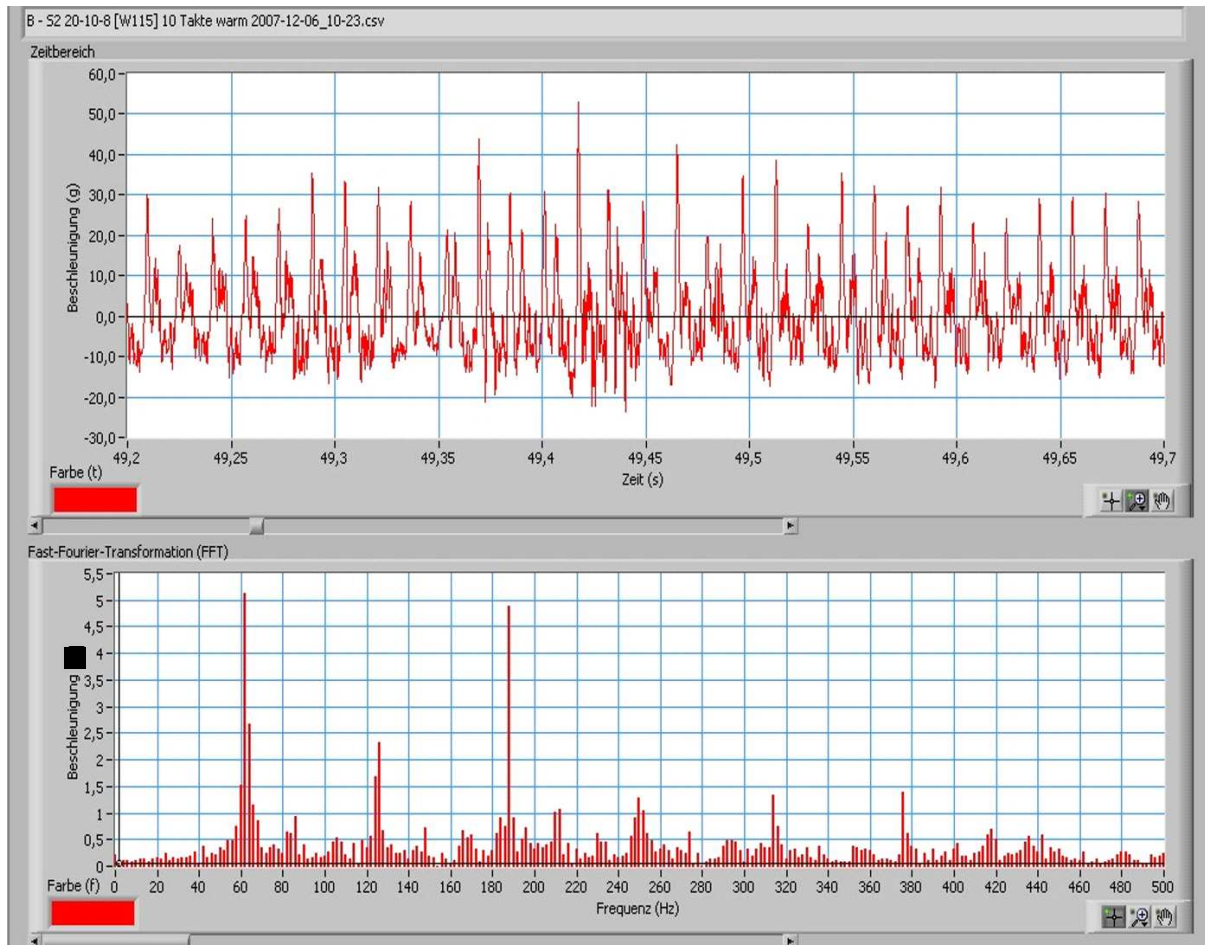 B - S2 20-10-8 [W115] 10 Takte warm 2007-12-06_10-23.csv
Zeitbereich
60,0
50,0
40,0
30,0
20,0
10,0
0,0
-10,0
-20,0
-30,0
Beschleunigung (g)
49,2 49,25 49,3 49,35 49,4 49,45 49,5 49,55 49,6 49,65 49,7
Zeit (s)
Farbe (t)
Fast-Fourier-Transformation (FFT)
5,5
5
4,5
4
3,5
3
2,5
2
1,5
1
0,5
0
Beschleunigung
0 20 40 60 80 100 120 140 160 180 200 220 240 260 280 300 320 340 360 380 400 420 440 460 480 500
Frequenz (Hz)
Farbe (f)